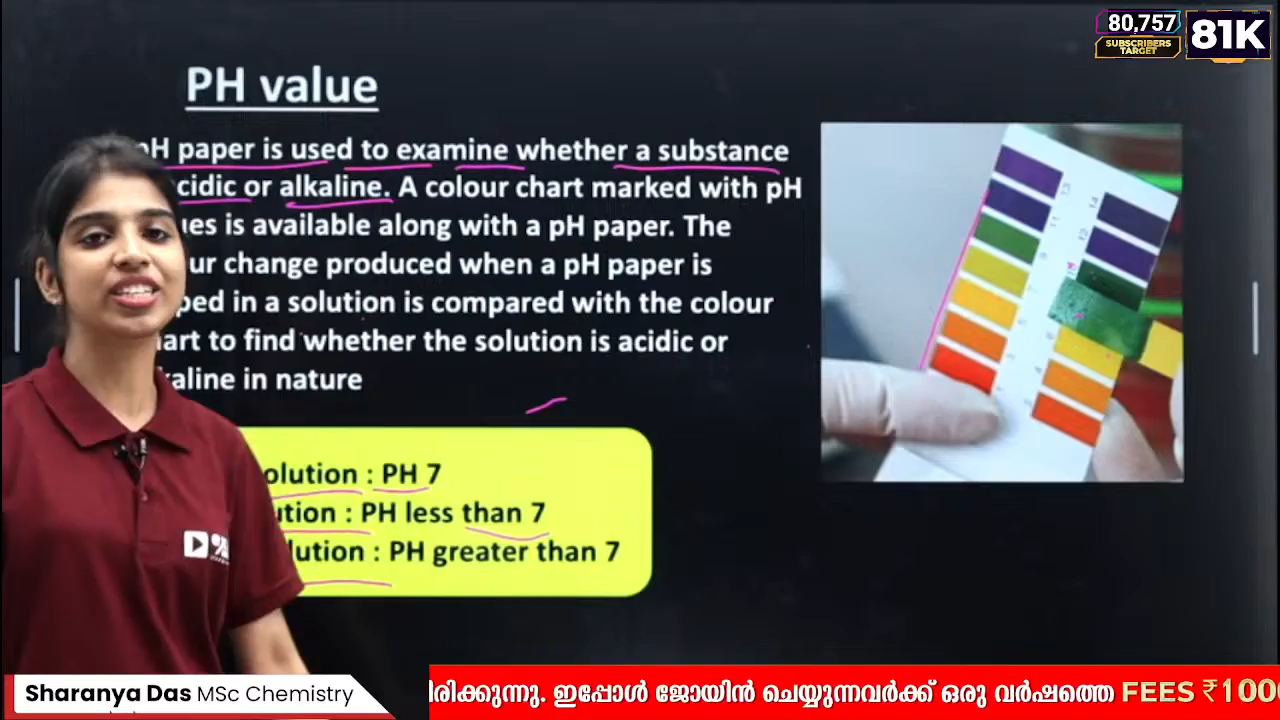 80,757
SUBSCRIBERS
TARGET
81K
PH value
pH paper is used to examine whether a substance
cidic or alkaline. A colour chart marked with pH
ues is available along with a pH paper. The
ur change produced when a pH paper is
ped in a solution is compared with the colour
art to find whether the solution is acidic or
kaline in nature
olution : PH 7
ution : PH less than 7
lution : PH greater than 7
Sharanya Das MSc Chemistry
ിരിക്കുന്നു. ഇപ്പോൾ ജോയിൻ ചെയ്യുന്നവർക്ക് ഒരു വർഷത്തെ FEES ₹100